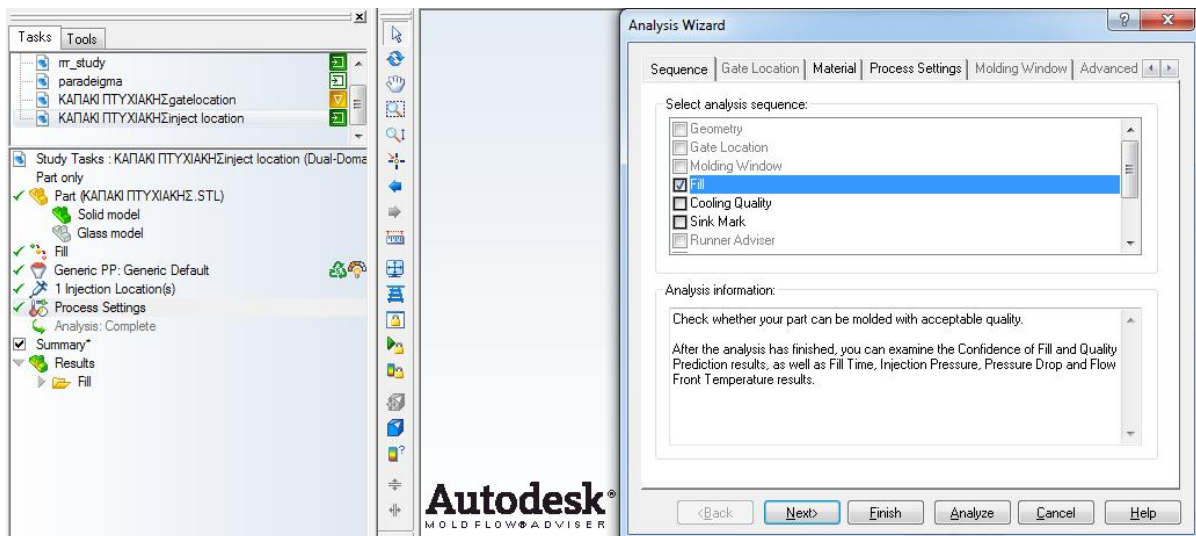 Tasks
Tools
rrr_study
paradeigma
ΚΑΠΑΚΙ ΠΤΥΧΙΑΚΗΣgatelocation
ΚΑΠΑΚΙ ΠΤΥΧΙΑΚΗΣinject location
Study Tasks : ΚΑΠΑΚΙ ΠΤΥΧΙΑΚΗΣinject location (Dual-Doma
Part only
Part (ΚΑΠΑΚΙ ΠΤΥΧΙΑΚΗΣ.STL)
Solid model
Glass model
Fill
Generic PP: Generic Default
1 Injection Location(s)
Process Settings
Analysis: Complete
Summary*
Results
Fill
Autodesk®
MOLDFLOW® ADVISER
Analysis Wizard
Sequence
Gate Location
Material
Process Settings
Molding Window
Advanced
Select analysis sequence:
Geometry
Gate Location
Molding Window
Fill
Cooling Quality
Sink Mark
Runner Adviser
Analysis information:
Check whether your part can be molded with acceptable quality.
After the analysis has finished, you can examine the Confidence of Fill and Quality
Prediction results, as well as Fill Time, Injection Pressure, Pressure Drop and Flow
Front Temperature results.
<Back
Next>
Finish
Analyze
Cancel
Help